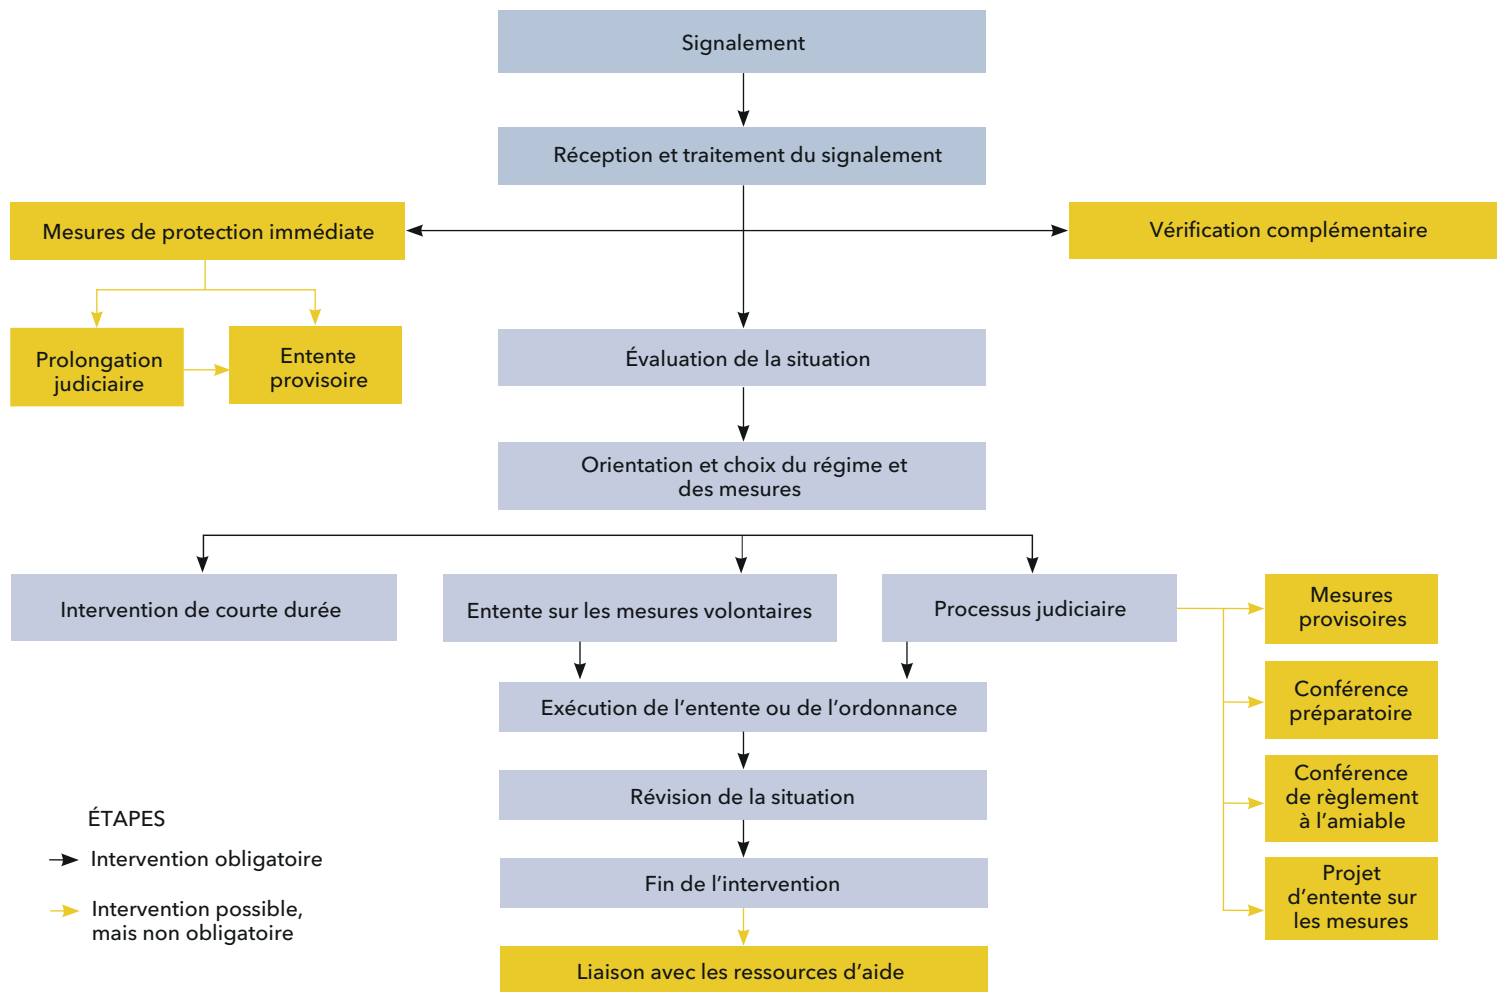 Signalement
Réception et traitement du signalement
Mesures de protection immédiate
Vérification complémentaire
Prolongation
judiciaire
Entente
provisoire
Évaluation de la situation
Orientation et choix du régime et
des mesures
Intervention de courte durée
Entente sur les mesures volontaires
Processus judiciaire
Mesures
provisoires
Conférence
préparatoire
Conférence
de règlement
à l’amiable
Projet
d’entente sur
les mesures
Exécution de l’entente ou de l’ordonnance
Révision de la situation
Fin de l’intervention
Liaison avec les ressources d’aide
ÉTAPES
Intervention obligatoire
Intervention possible,
mais non obligatoire